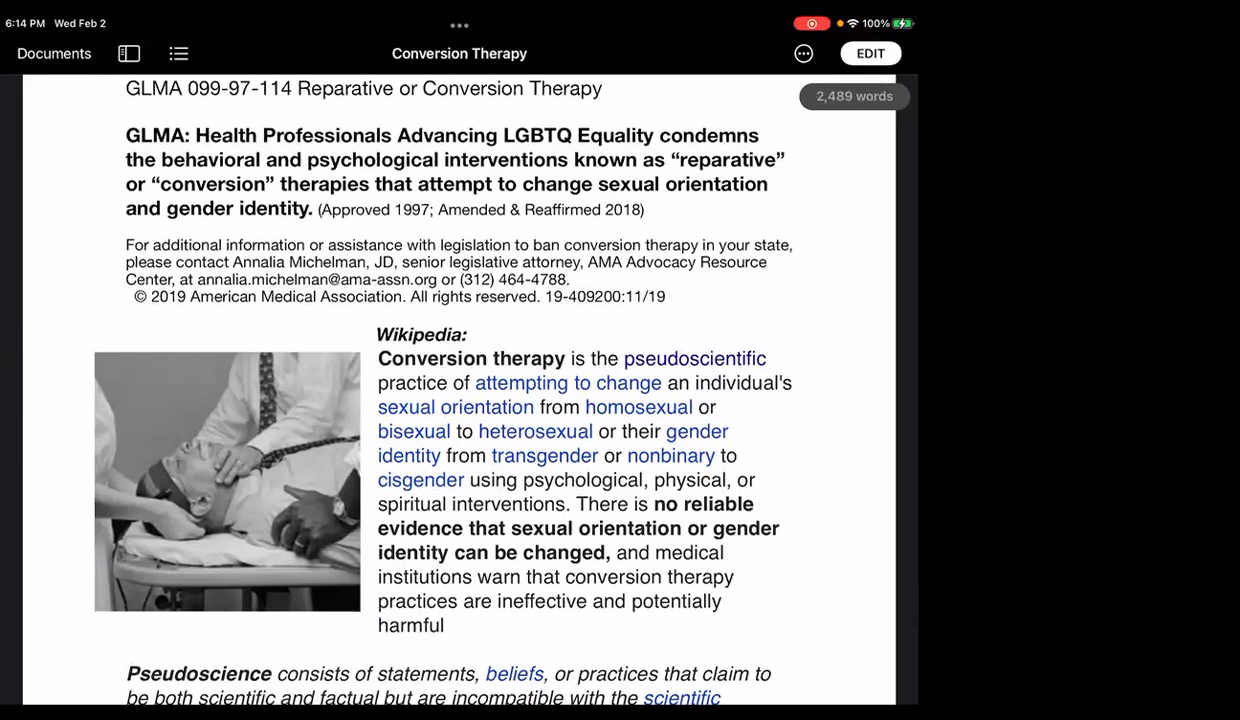 6:14 PM Wed Feb 2
100%
Documents
Conversion Therapy
EDIT
GLMA 099-97-114 Reparative or Conversion Therapy
2,489 words
GLMA: Health Professionals Advancing LGBTQ Equality condemns
the behavioral and psychological interventions known as “reparative”
or “conversion” therapies that attempt to change sexual orientation
and gender identity. (Approved 1997; Amended & Reaffirmed 2018)
For additional information or assistance with legislation to ban conversion therapy in your state,
please contact Annalia Michelman, JD, senior legislative attorney, AMA Advocacy Resource
Center, at annalia.michelman@ama-assn.org or (312) 464-4788.
© 2019 American Medical Association. All rights reserved. 19-409200:11/19
Wikipedia:
Conversion therapy is the pseudoscientific
practice of attempting to change an individual's
sexual orientation from homosexual or
bisexual to heterosexual or their gender
identity from transgender or nonbinary to
cisgender using psychological, physical, or
spiritual interventions. There is no reliable
evidence that sexual orientation or gender
identity can be changed, and medical
institutions warn that conversion therapy
practices are ineffective and potentially
harmful
Pseudoscience consists of statements, beliefs, or practices that claim to
be both scientific and factual but are incompatible with the scientific